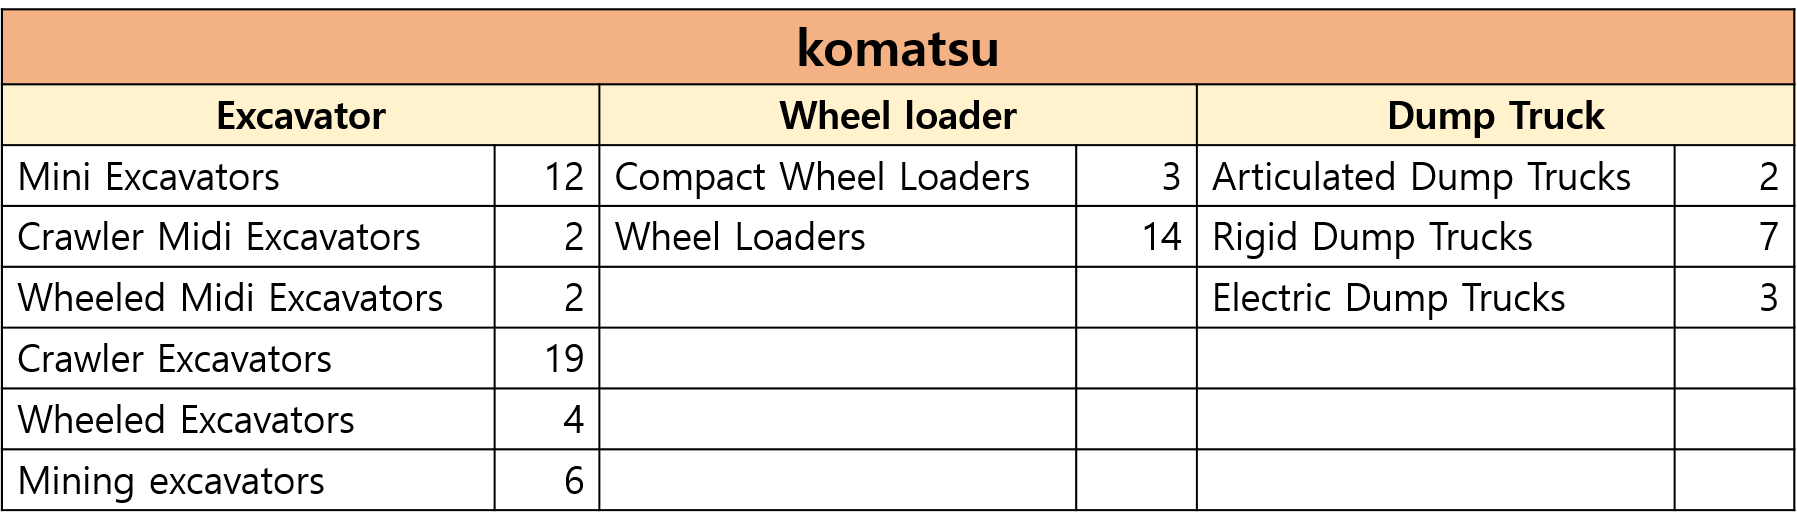 komatsu
Excavator Wheel loader Dump Truck
Mini Excavators 12 Compact Wheel Loaders 3 Articulated Dump Trucks 2
Crawler Midi Excavators 2 Wheel Loaders 14 Rigid Dump Trucks 7
Wheeled Midi Excavators 2 Electric Dump Trucks 3
Crawler Excavators 19
Wheeled Excavators 4
Mining excavators 6